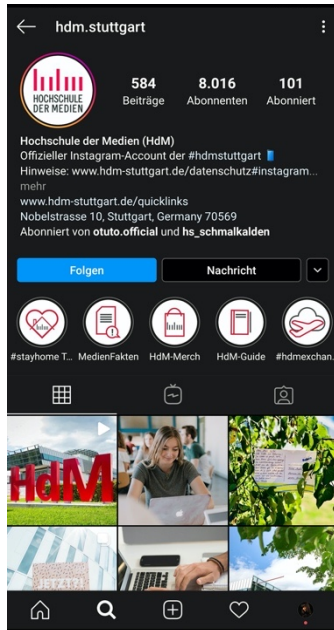 hdm.stuttgart
HOCHSCHULE
DER MEDIEN
584
Beiträge
8.016
Abonnenten
101
Abonniert
Hochschule der Medien (HdM)
Offizieller Instagram-Account der #hdmstuttgart
Hinweise: www.hdm-stuttgart.de/datenschutz#instagram...
mehr
www.hdm-stuttgart.de/quicklinks
Nobelstrasse 10, Stuttgart, Germany 70569
Abonniert von otuto.official und hs_schmalkalden
Folgen
Nachricht
#stayhome T...
MedienFakten
HdM-Merch
HdM-Guide
#hdmexchan.
HdM